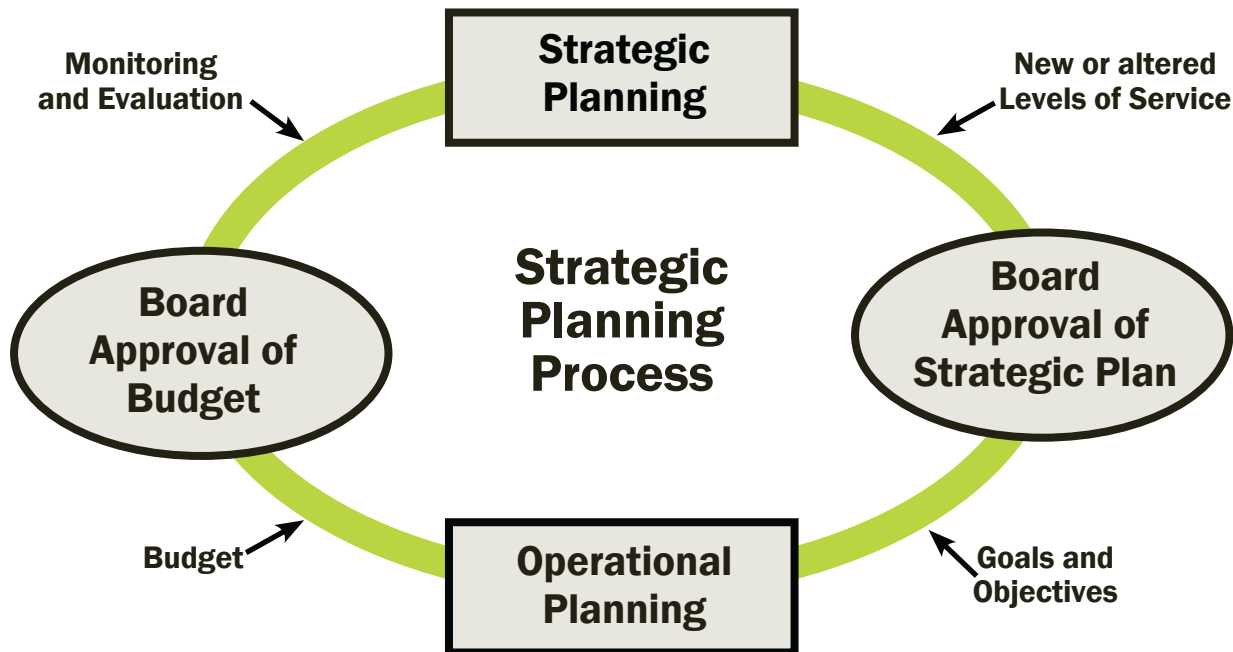 Strategic
Planning
Monitoring
and Evaluation
New or altered
Levels of Service
Strategic
Planning
Process
Board
Approval of
Budget
Board
Approval of
Strategic Plan
Budget
Operational
Planning
Goals and
Objectives